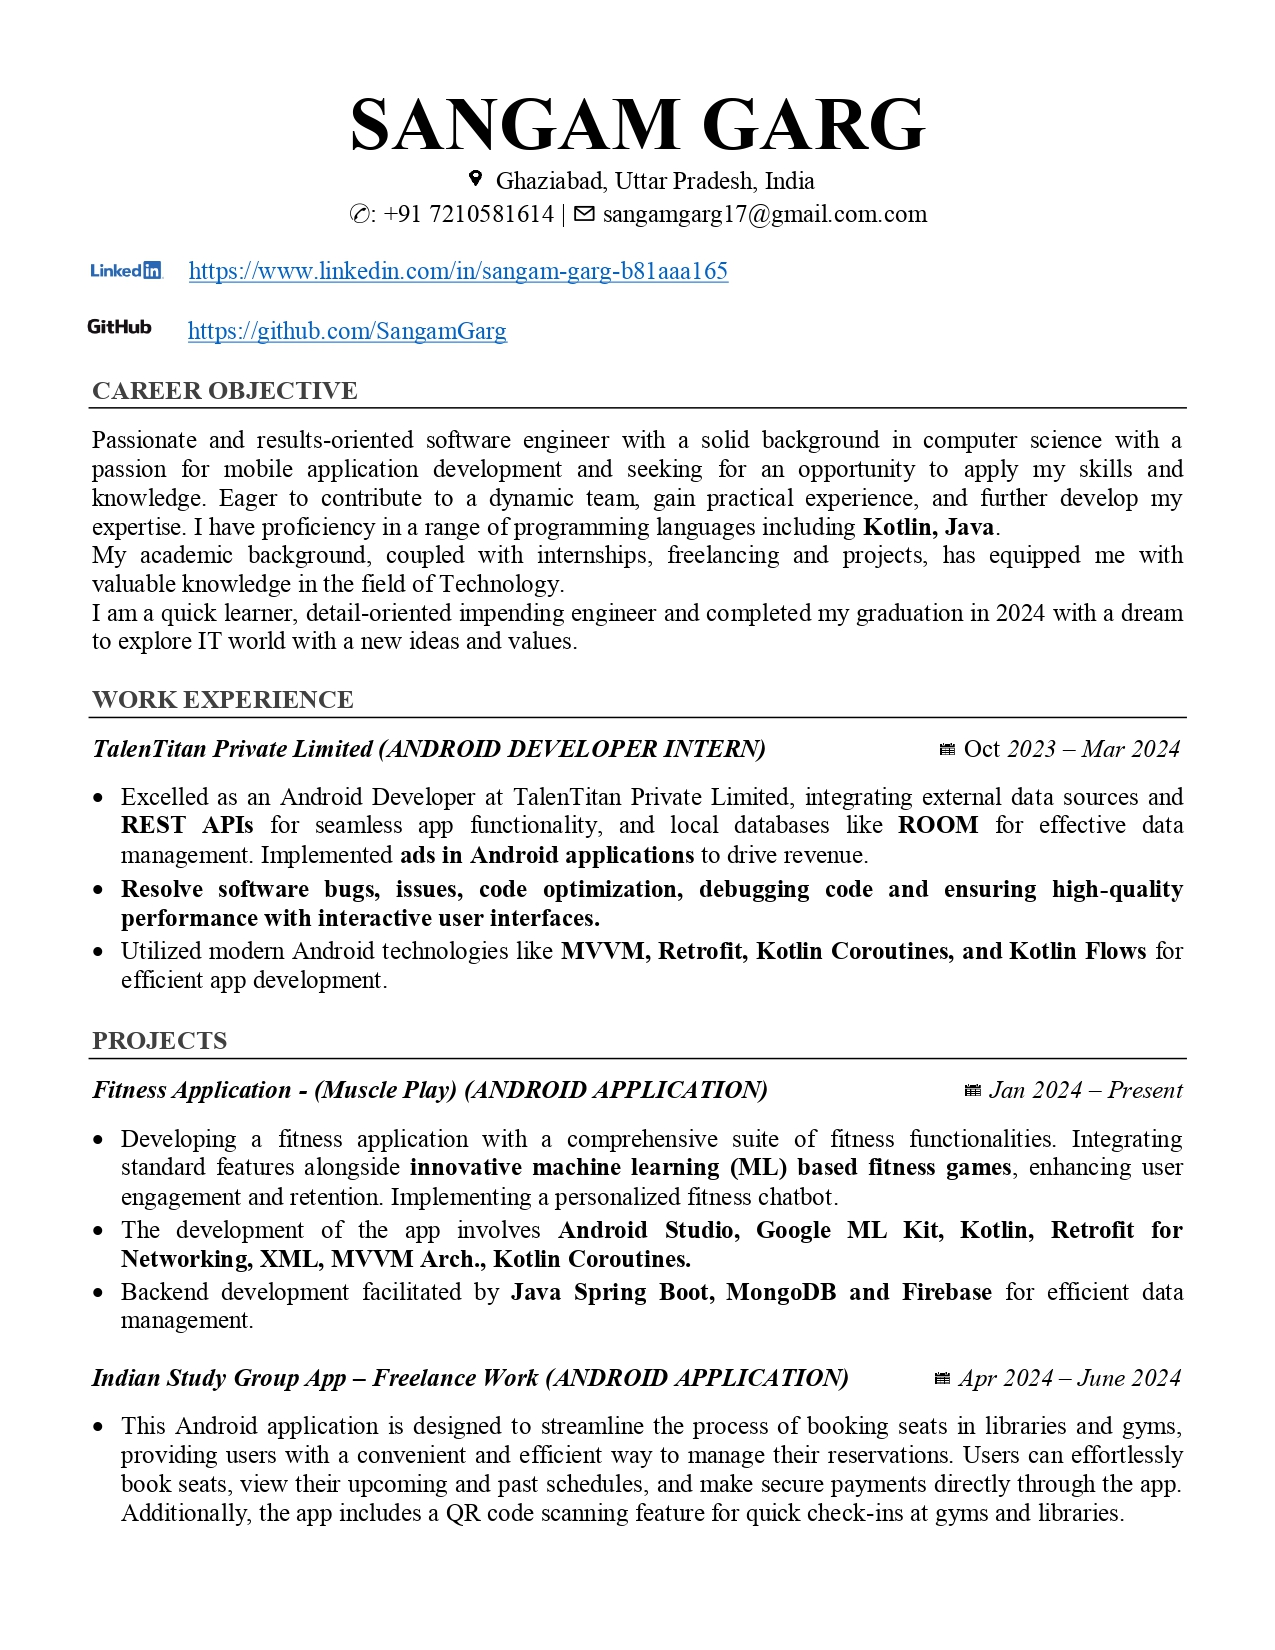 SANGAM GARG
Ghaziabad, Uttar Pradesh, India
✆: +91 7210581614 | sangamgarg17@gmail.com.com
LinkedIn https://www.linkedin.com/in/sangam-garg-b81aaa165
GitHub https://github.com/SangamGarg
CAREER OBJECTIVE
Passionate and results-oriented software engineer with a solid background in computer science with a
passion for mobile application development and seeking for an opportunity to apply my skills and
knowledge. Eager to contribute to a dynamic team, gain practical experience, and further develop my
expertise. I have proficiency in a range of programming languages including Kotlin, Java.
My academic background, coupled with internships, freelancing and projects, has equipped me with
valuable knowledge in the field of Technology.
I am a quick learner, detail-oriented impending engineer and completed my graduation in 2024 with a dream
to explore IT world with a new ideas and values.
WORK EXPERIENCE
TalenTitan Private Limited (ANDROID DEVELOPER INTERN) Oct 2023 – Mar 2024
• Excelled as an Android Developer at TalenTitan Private Limited, integrating external data sources and
REST APIs for seamless app functionality, and local databases like ROOM for effective data
management. Implemented ads in Android applications to drive revenue.
• Resolve software bugs, issues, code optimization, debugging code and ensuring high-quality
performance with interactive user interfaces.
• Utilized modern Android technologies like MVVM, Retrofit, Kotlin Coroutines, and Kotlin Flows for
efficient app development.
PROJECTS
Fitness Application - (Muscle Play) (ANDROID APPLICATION) Jan 2024 – Present
• Developing a fitness application with a comprehensive suite of fitness functionalities. Integrating
standard features alongside innovative machine learning (ML) based fitness games, enhancing user
engagement and retention. Implementing a personalized fitness chatbot.
• The development of the app involves Android Studio, Google ML Kit, Kotlin, Retrofit for
Networking, XML, MVVM Arch., Kotlin Coroutines.
• Backend development facilitated by Java Spring Boot, MongoDB and Firebase for efficient data
management.
Indian Study Group App – Freelance Work (ANDROID APPLICATION) Apr 2024 – June 2024
• This Android application is designed to streamline the process of booking seats in libraries and gyms,
providing users with a convenient and efficient way to manage their reservations. Users can effortlessly
book seats, view their upcoming and past schedules, and make secure payments directly through the app.
Additionally, the app includes a QR code scanning feature for quick check-ins at gyms and libraries.